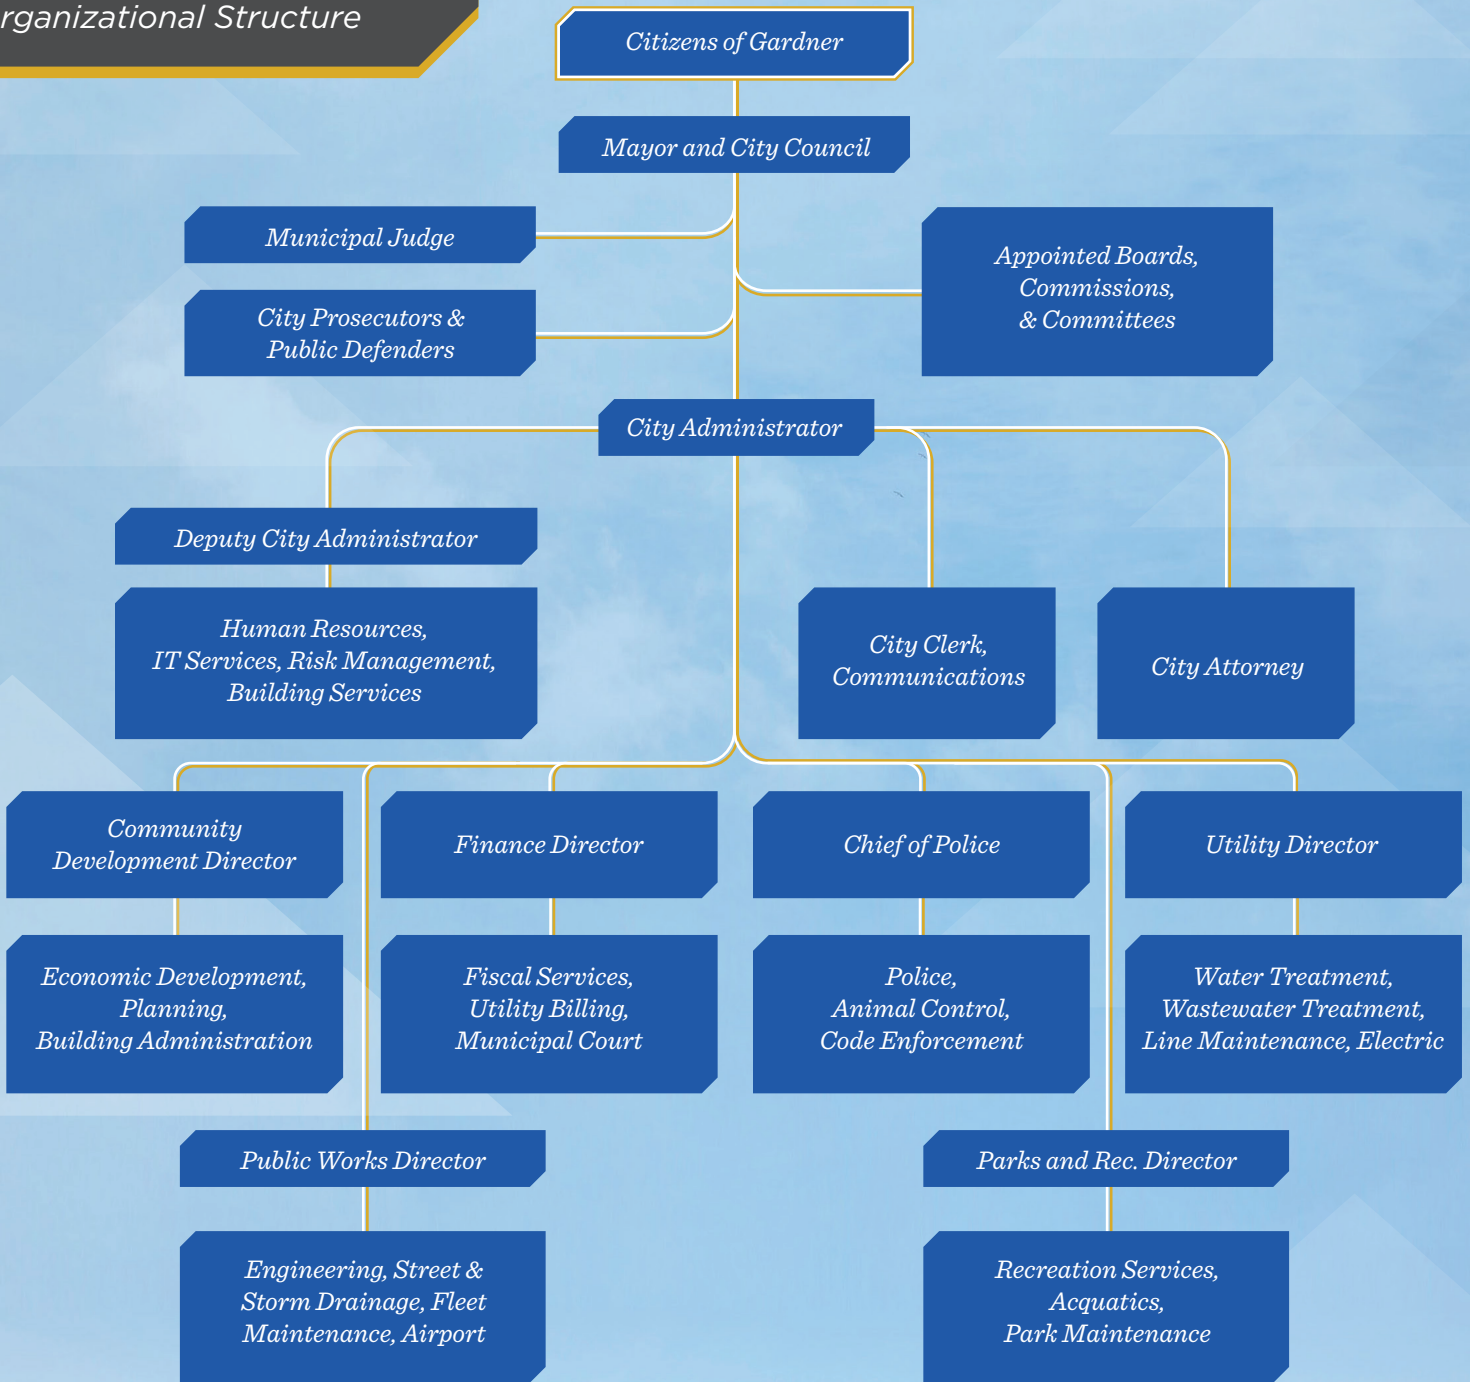 rganizational Structure
Citizens of Gardner
Mayor and City Council
Municipal Judge
City Prosecutors &
Public Defenders
Appointed Boards,
Commissions,
& Committees
City Administrator
Deputy City Administrator
Human Resources,
IT Services, Risk Management,
Building Services
City Clerk,
Communications
City Attorney
Community
Development Director
Finance Director
Chief of Police
Utility Director
Economic Development,
Planning,
Building Administration
Fiscal Services,
Utility Billing,
Municipal Court
Police,
Animal Control,
Code Enforcement
Water Treatment,
Wastewater Treatment,
Line Maintenance, Electric
Public Works Director
Parks and Rec. Director
Engineering, Street &
Storm Drainage, Fleet
Maintenance, Airport
Recreation Services,
Acquatics,
Park Maintenance